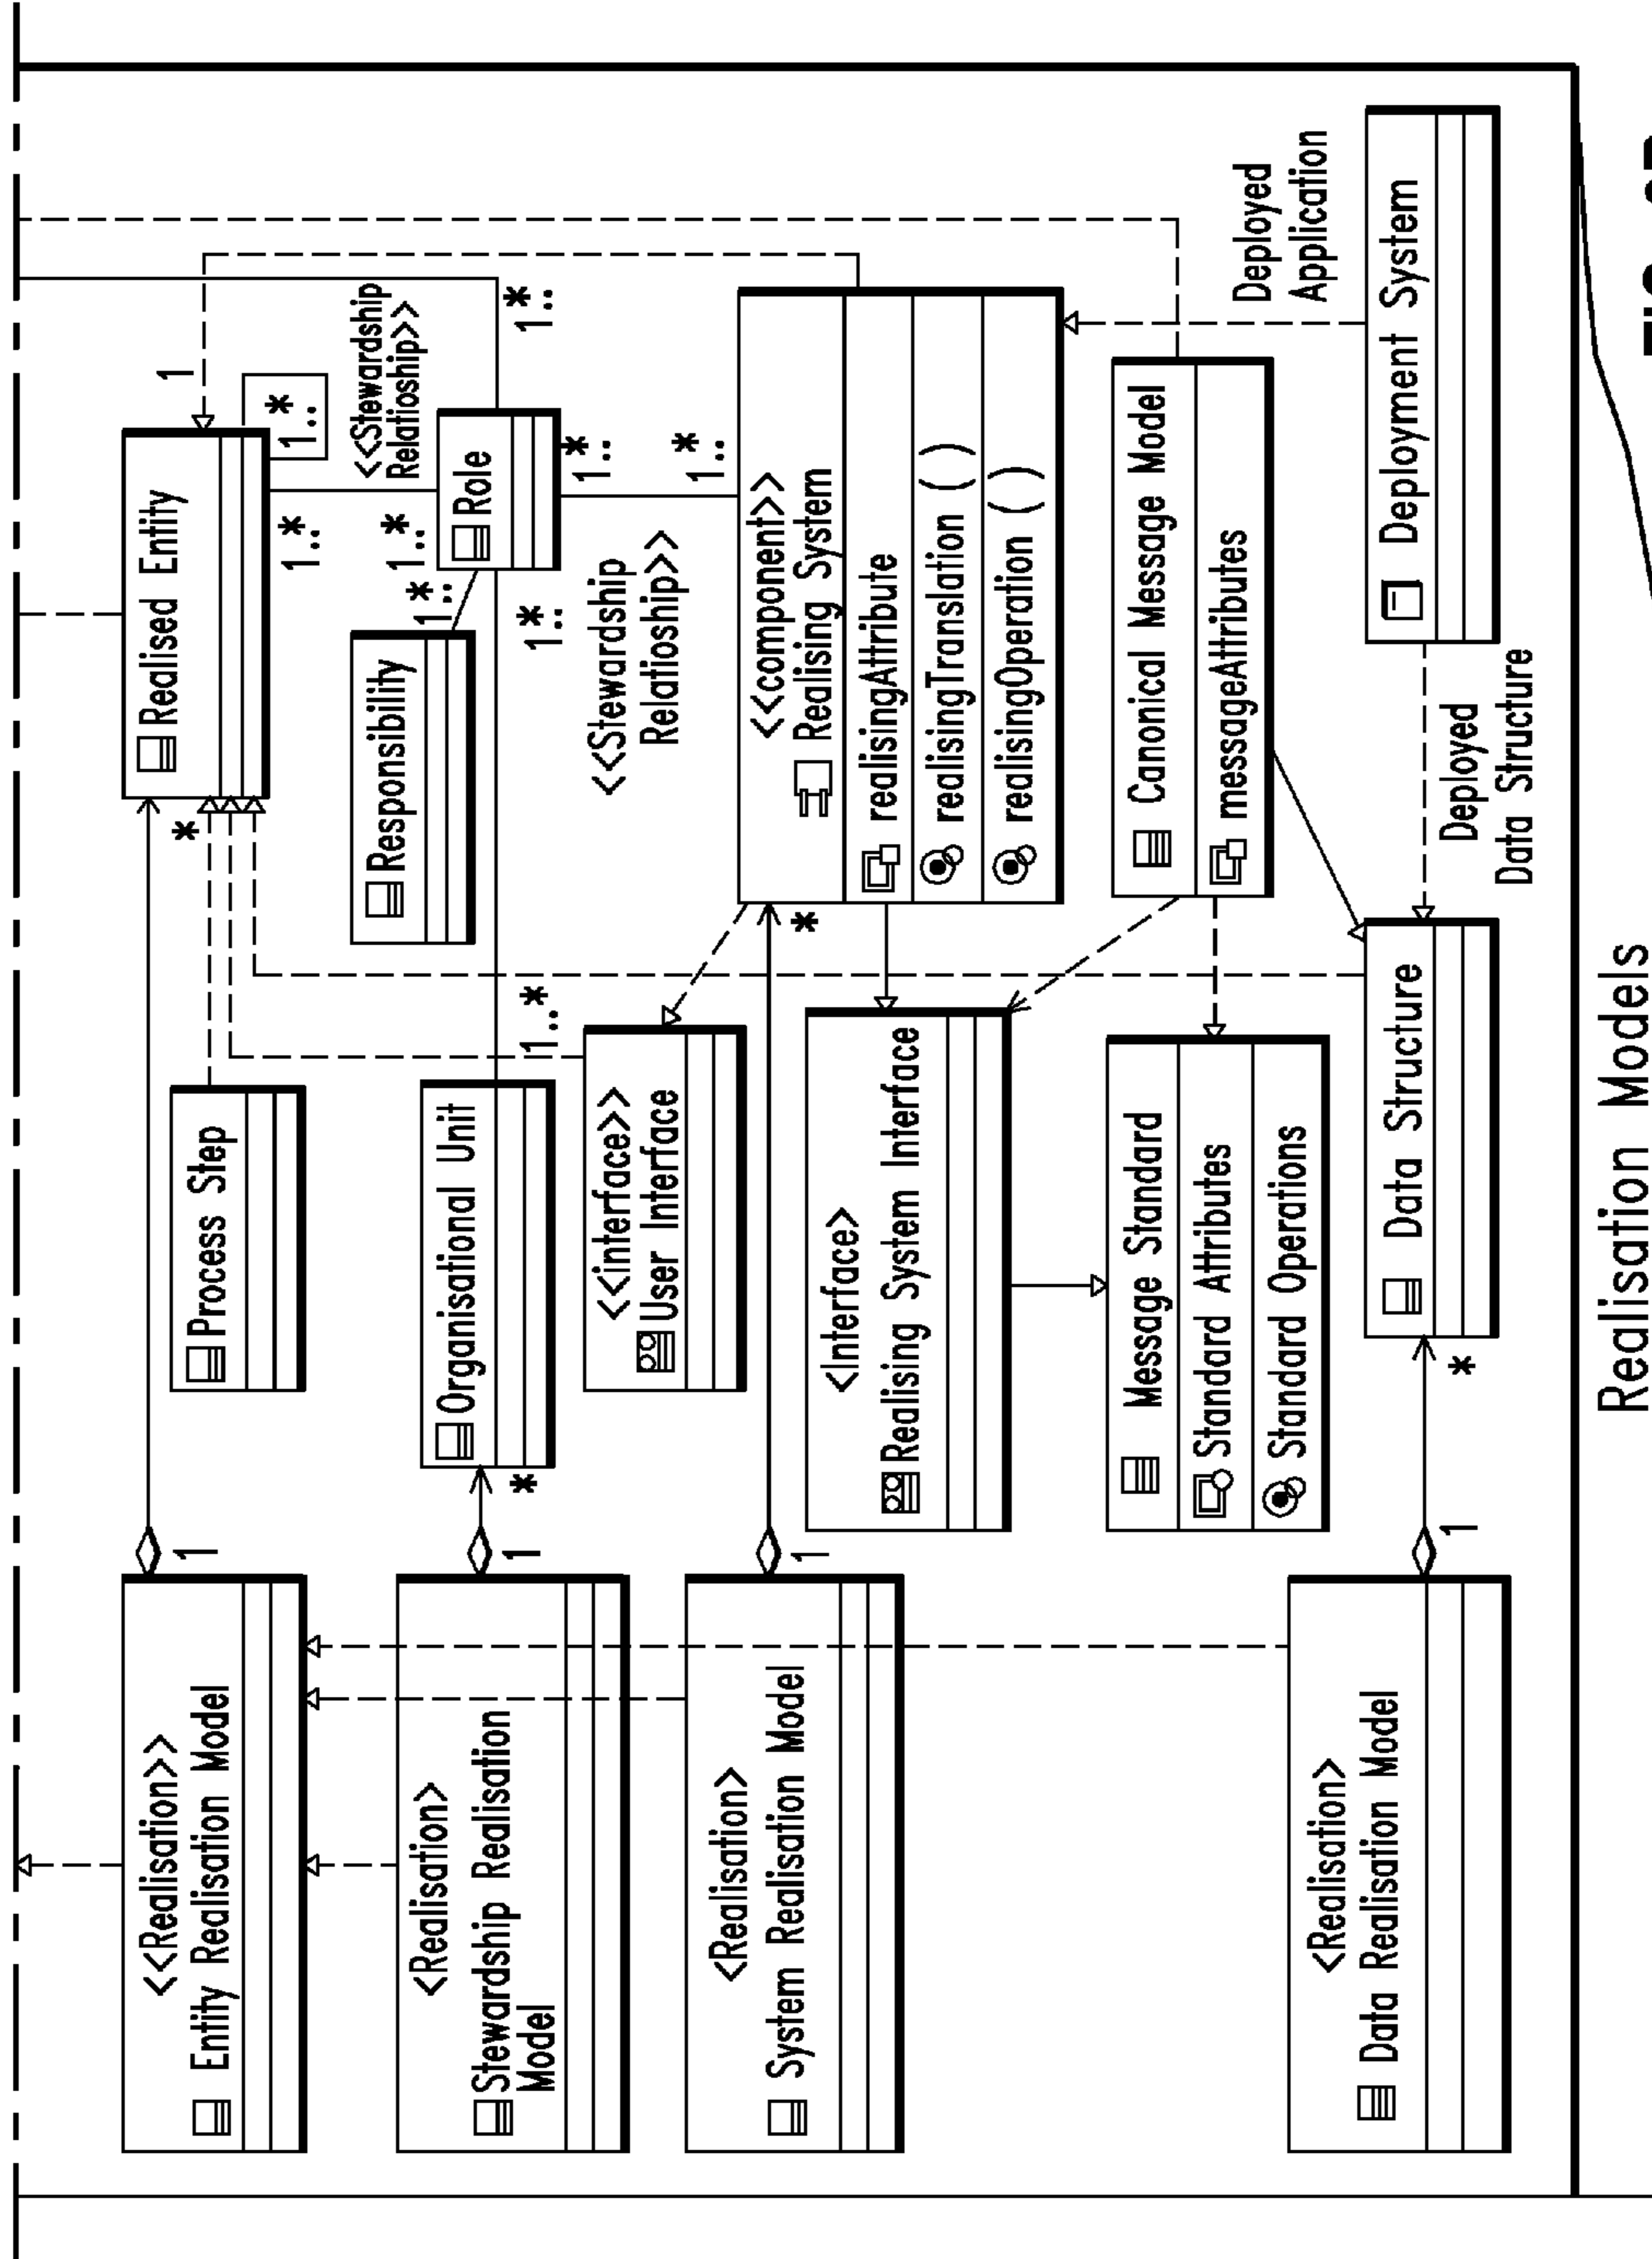 <<Realisation>>
Entity Realisation Model
1
*
Realised Entity
1
1..*
<<Stewardship
Relatioship>>
Process Step
1..*
1..*
Responsibility
1..*
Role
1..*
<Realisation>
Stewardship Realisation
Model
1
*
Organisational Unit
1..*
1..*
1..*
1..*
<<Stewardship
Relatioship>>
<<interface>>
User Interface
<Realisation>
System Realisation Model
1
*
<<component>>
Realising System
realisingAttribute
realisingTranslation ( )
realisingOperation ( )
<Interface>
Realising System Interface
Message Standard
Standard Attributes
Standard Operations
Canonical Message Model
messageAttributes
Deployed
Application
<Realisation>
Data Realisation Model
1
*
Data Structure
Deployed
Data Structure
Deployment System
Realisation Models